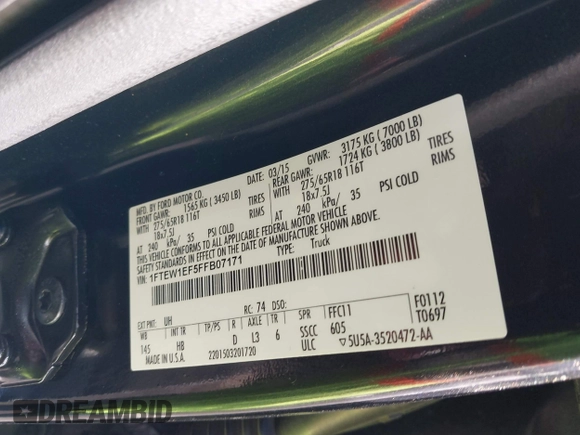 MFD. BY FORD MOTOR CO.
DATE: 03/15 GVWR: 3175 KG ( 7000 LB)
FRONT GAWR: 1565 KG ( 3450 LB) REAR GAWR: 1724 KG ( 3800 LB)
WITH 275/65R18 116T TIRES WITH 275/65R18 116T TIRES
18x7.5J RIMS 18x7.5J RIMS
AT 240 kPa/ 35 PSI COLD AT 240 kPa/ 35 PSI COLD
THIS VEHICLE CONFORMS TO ALL APPLICABLE FEDERAL MOTOR VEHICLE
SAFETY STANDARDS IN EFFECT ON THE DATE OF MANUFACTURE SHOWN ABOVE.
VIN: 1FTEW1EF5FFB07171 TYPE: Truck
EXT PNT: UH RC: 74 DSO:
WB INT TR TP/PS R AXLE TR SPR FFC11 F0112
145 HB D L3 6 SSCC 605 T0697
MADE IN U.S.A. 2201503201720 ULC ▽5U5A-3520472-AA
DREAMBID